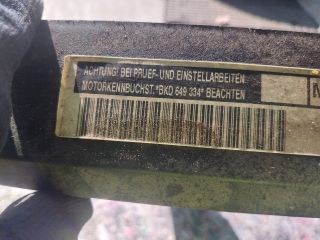 ACHTUNG! BEI PRUEF- UND EINSTELLARBEITEN
MOTORKENNBUCHST. *BKD 649 334* BEACHTEN